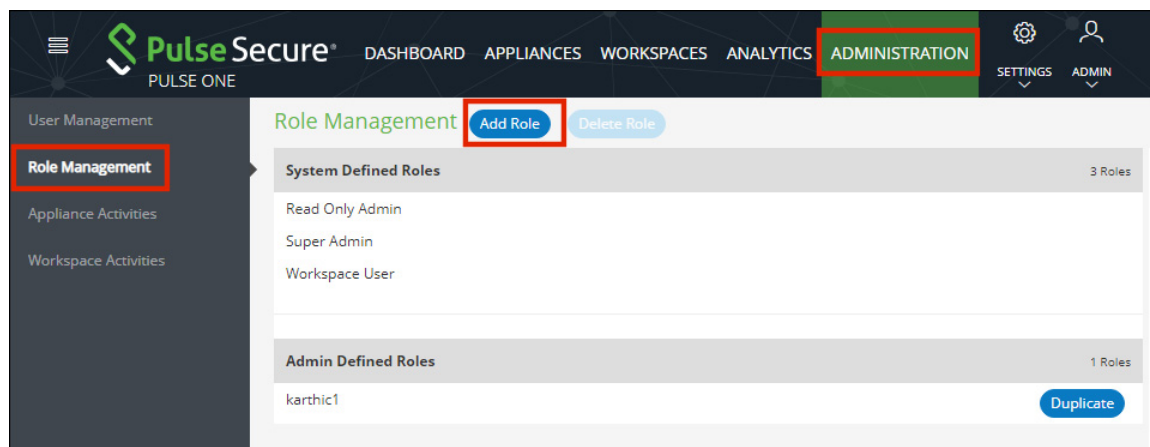 Pulse Secure®
PULSE ONE
DASHBOARD APPLIANCES WORKSPACES ANALYTICS ADMINISTRATION
SETTINGS ADMIN
User Management
Role Management
Appliance Activities
Workspace Activities
Role Management Add Role Delete Role
System Defined Roles 3 Roles
Read Only Admin
Super Admin
Workspace User
Admin Defined Roles 1 Roles
karthic1 Duplicate